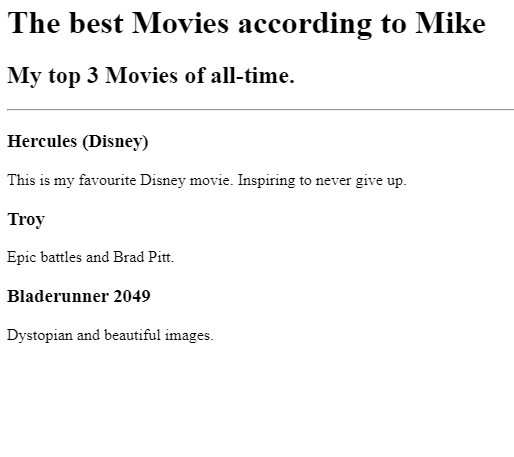 The best Movies according to Mike
My top 3 Movies of all-time.
Hercules (Disney)
This is my favourite Disney movie. Inspiring to never give up.
Troy
Epic battles and Brad Pitt.
Bladerunner 2049
Dystopian and beautiful images.